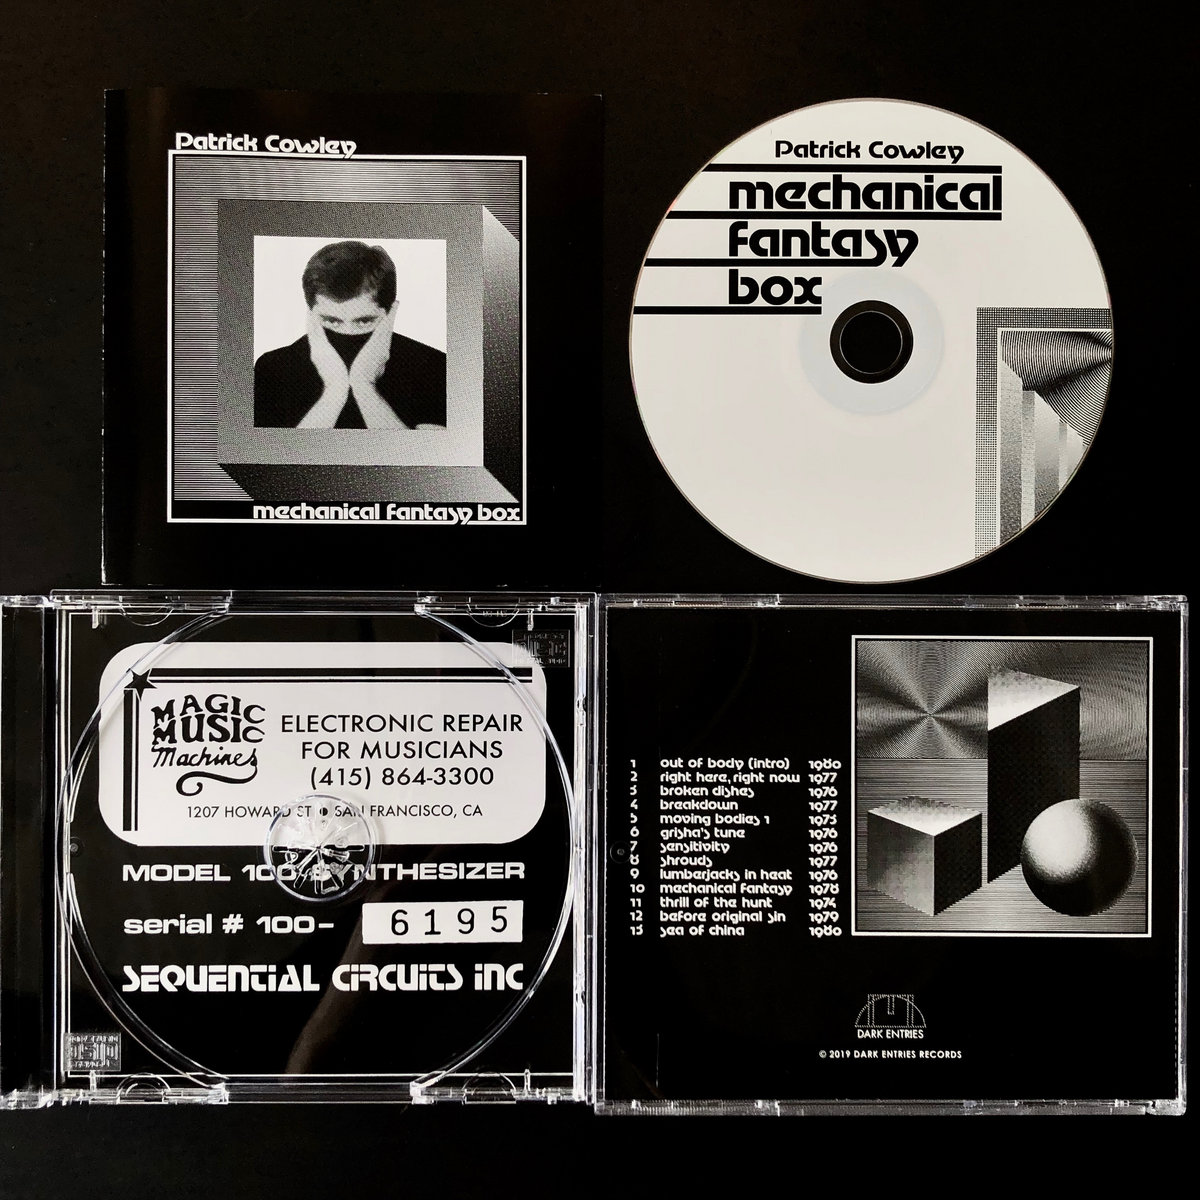 Patrick Cowley
mechanical fantasy box
Patrick Cowley
mechanical
fantasy
box
MAGIC
MUSIC
Machines
ELECTRONIC REPAIR
FOR MUSICIANS
(415) 864-3300
1207 HOWARD ST SAN FRANCISCO, CA
MODEL 100 SYNTHESIZER
serial # 100- 6195
SEQUENTIAL CIRCUITS INC
1 out of body (intro) 1980
2 right here, right now 1977
3 broken dishes 1976
4 breakdown 1977
5 moving bodies 1 1973
6 grisha's tune 1976
7 sensitivity 1976
8 shrouds 1977
9 lumberjacks in heat 1976
10 mechanical fantasy 1978
11 thrill of the hunt 1974
12 before original sin 1979
13 sea of china 1980
DARK ENTRIES
© 2019 DARK ENTRIES RECORDS